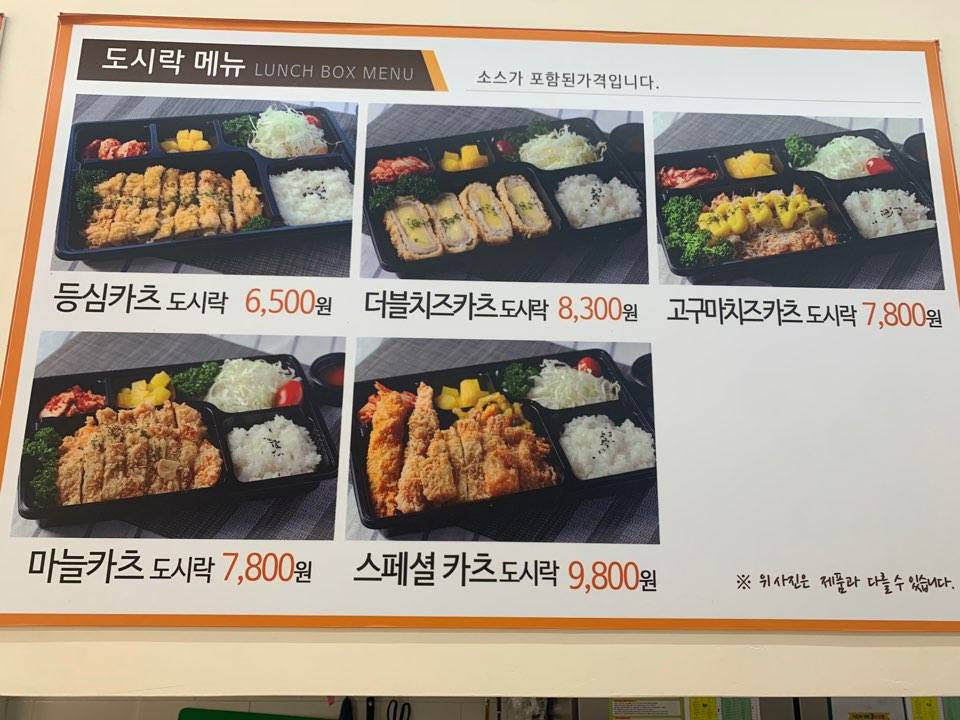 도시락 메뉴 LUNCH BOX MENU
소스가 포함된가격입니다.
등심카츠 도시락 6,500원
더블치즈카츠 도시락 8,300원
고구마치즈카츠 도시락 7,800원
마늘카츠 도시락 7,800원
스페셜 카츠 도시락 9,800원
※ 위 사진은 제품과 다를 수 있습니다.